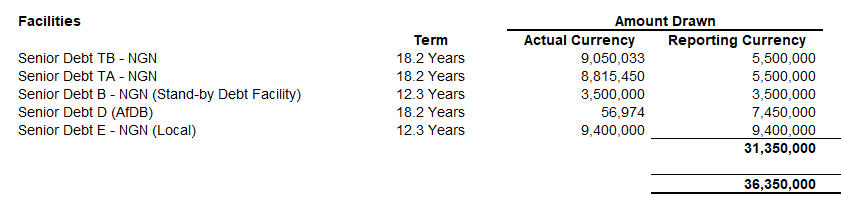 Facilities Amount Drawn
Term Actual Currency Reporting Currency
Senior Debt TB - NGN 18.2 Years 9,050,033 5,500,000
Senior Debt TA - NGN 18.2 Years 8,815,450 5,500,000
Senior Debt B - NGN (Stand-by Debt Facility) 12.3 Years 3,500,000 3,500,000
Senior Debt D (AfDB) 18.2 Years 56,974 7,450,000
Senior Debt E - NGN (Local) 12.3 Years 9,400,000 9,400,000
31,350,000
36,350,000